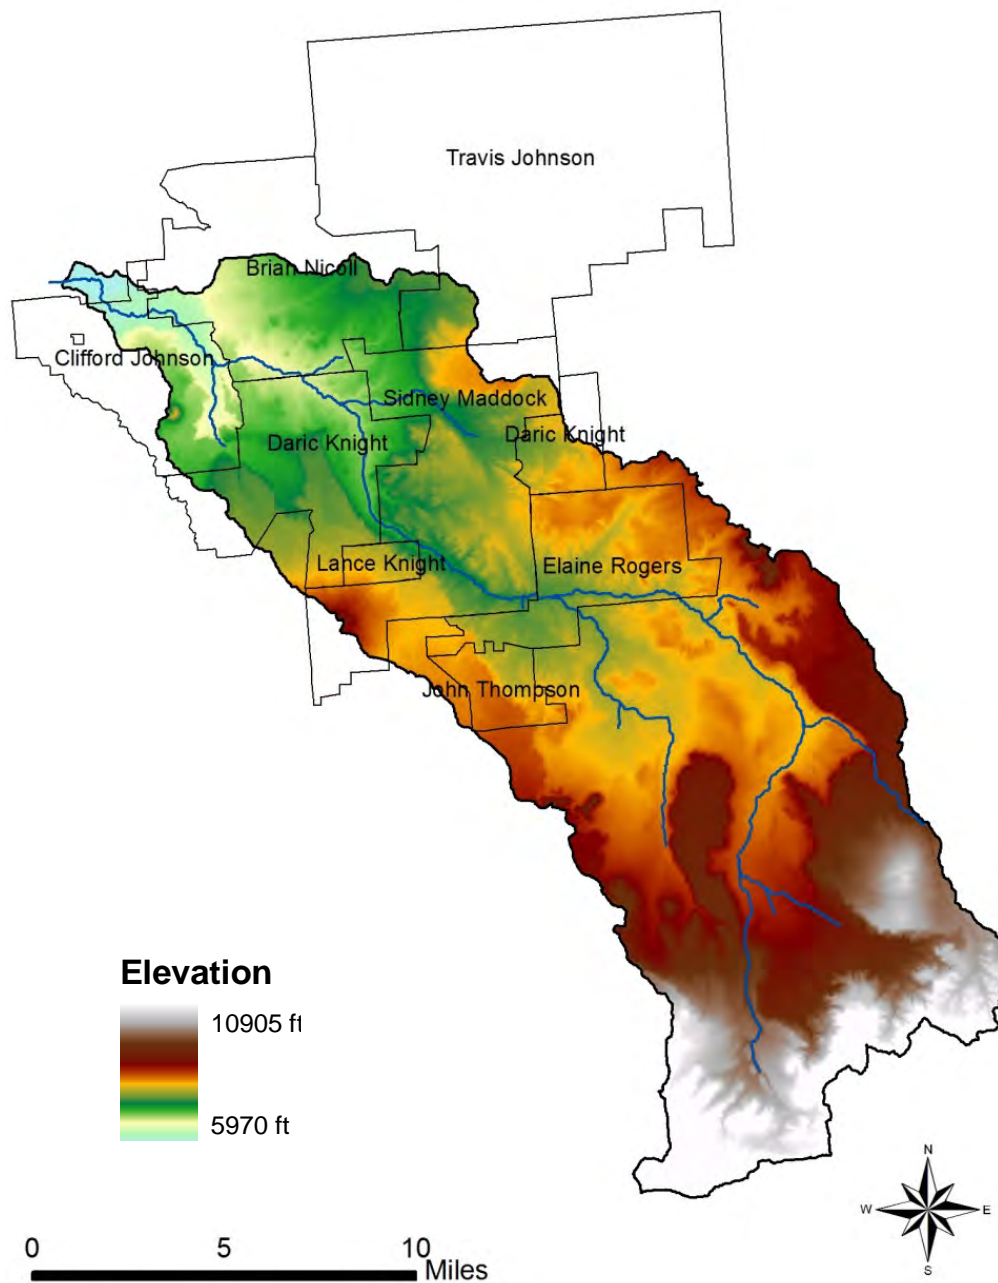 Travis Johnson
Brian Nicoll
Clifford Johnson
Sidney Maddock
Daric Knight
Daric Knight
Lance Knight
Elaine Rogers
John Thompson
Elevation
10905 ft
5970 ft
N
W
E
S
0 5 10
Miles